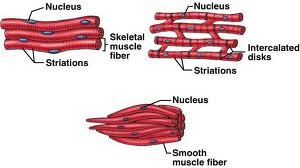 Nucleus
Skeletal
muscle
fiber
Striations
Nucleus
Intercalated
disks
Striations
Nucleus
Smooth
muscle fiber